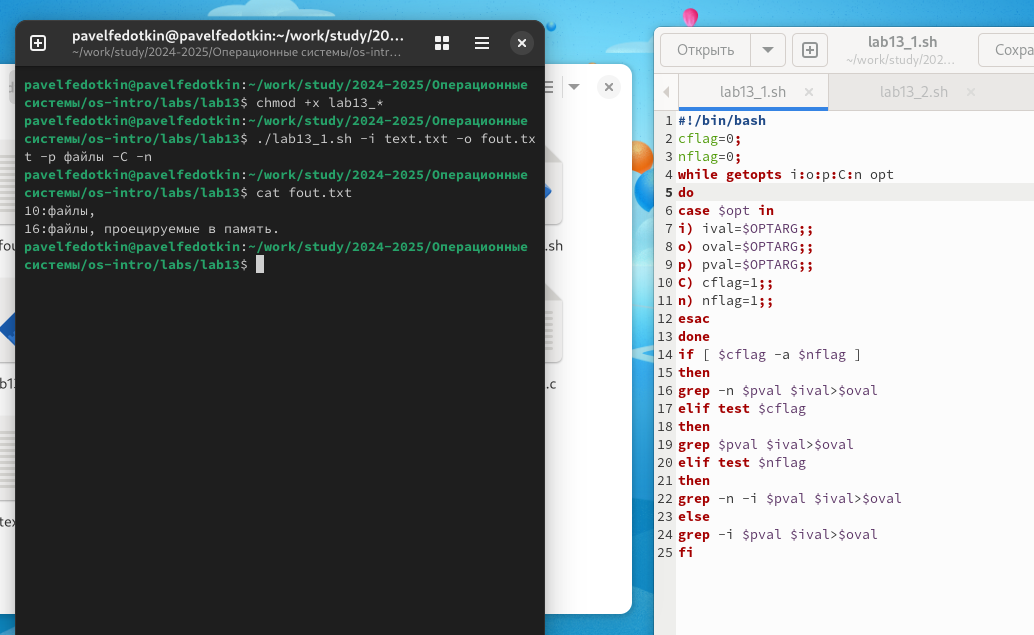 pavelfedotkin@pavelfedotkin:~/work/study/20...
~/work/study/2024-2025/Операционные системы/os-intr...
pavelfedotkin@pavelfedotkin:~/work/study/2024-2025/Операционные
системы/os-intro/labs/lab13$ chmod +x lab13_*
pavelfedotkin@pavelfedotkin:~/work/study/2024-2025/Операционные
системы/os-intro/labs/lab13$ ./lab13_1.sh -i text.txt -o fout.tx
t -p файлы -C -n
pavelfedotkin@pavelfedotkin:~/work/study/2024-2025/Операционные
системы/os-intro/labs/lab13$ cat fout.txt
10:файлы,
16:файлы, проецируемые в память.
pavelfedotkin@pavelfedotkin:~/work/study/2024-2025/Операционные
системы/os-intro/labs/lab13$
.sh
.c
Открыть
lab13_1.sh
~/work/study/202...
lab13_1.sh
lab13_2.sh
1 #!/bin/bash
2 cflag=0;
3 nflag=0;
4 while getopts i:o:p:C:n opt
5 do
6 case $opt in
7 i) ival=$OPTARG;;
8 o) oval=$OPTARG;;
9 p) pval=$OPTARG;;
10 C) cflag=1;;
11 n) nflag=1;;
12 esac
13 done
14 if [ $cflag -a $nflag ]
15 then
16 grep -n $pval $ival>$oval
17 elif test $cflag
18 then
19 grep $pval $ival>$oval
20 elif test $nflag
21 then
22 grep -n -i $pval $ival>$oval
23 else
24 grep -i $pval $ival>$oval
25 fi